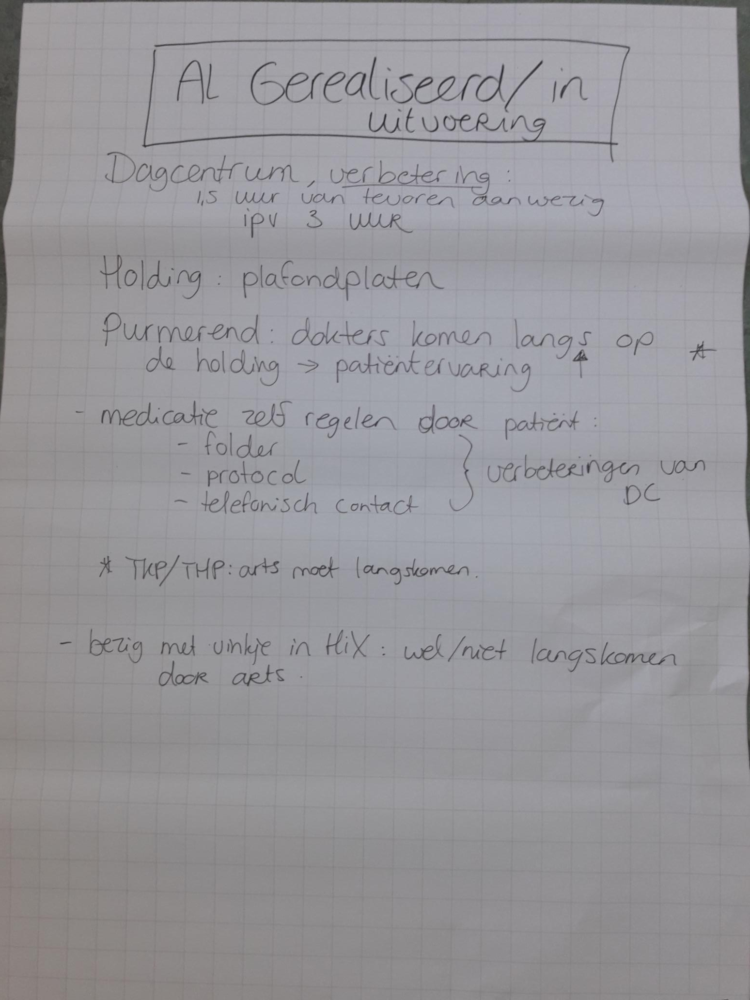 AL Gerealiseerd/in
uitvoering
Dagcentrum, verbetering:
1,5 uur van tevoren aanwezig
ipv 3 uur
Holding: plafondplaten
Purmerend: dokters komen langs op *
de holding → patiëntervaring ↑
- medicatie zelf regelen door patiënt:
- folder
- protocol
- telefonisch contact
} verbeteringen van
DC
* TKP/THP: arts moet langskomen.
- bezig met vinkje in HiX: wel/niet langskomen
door arts.